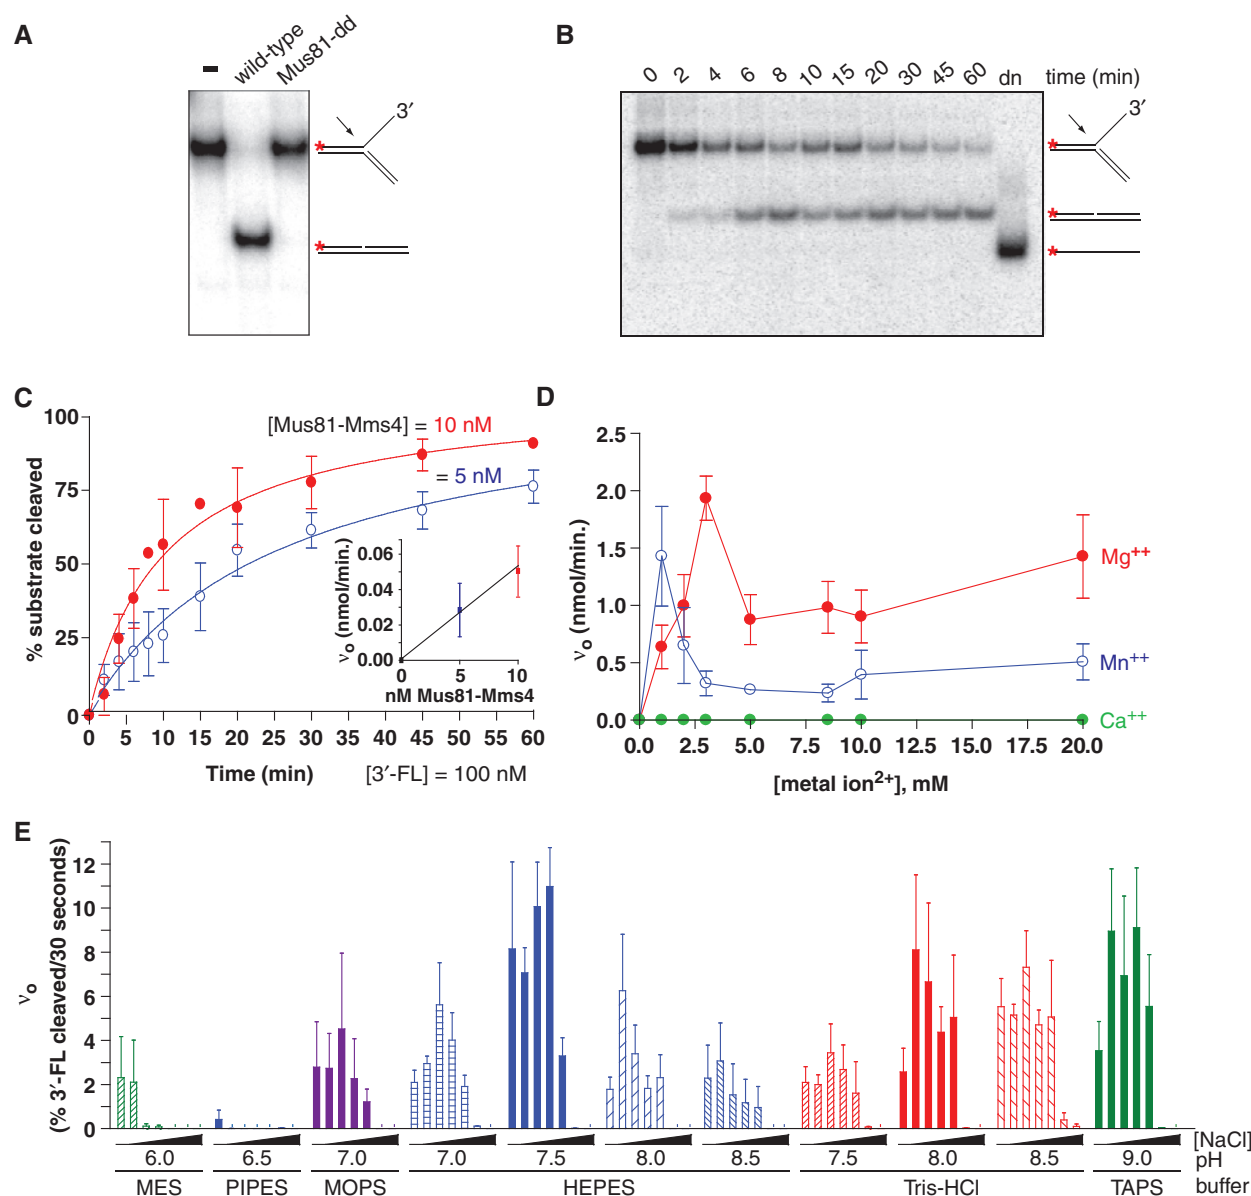 A
– wild-type Mus81-dd
3′
*
*
B
0 2 4 6 8 10 15 20 30 45 60 dn time (min)
3′
*
*
*
C
100
75
50
25
0
% substrate cleaved
[Mus81-Mms4] = 10 nM
= 5 nM
0.06
0.04
0.02
0.00
νo (nmol/min.)
0 5 10
nM Mus81-Mms4
0 5 10 15 20 25 30 35 40 45 50 55 60
Time (min)
[3′-FL] = 100 nM
D
2.5
2.0
1.5
1.0
0.5
0.0
νo (nmol/min.)
Mg++
Mn++
Ca++
0.0 2.5 5.0 7.5 10.0 12.5 15.0 17.5 20.0
[metal ion2+], mM
E
12
10
8
6
4
2
0
νo
(% 3′-FL cleaved/30 seconds)
[NaCl]
6.0 6.5 7.0 7.0 7.5 8.0 8.5 7.5 8.0 8.5 9.0 pH
MES PIPES MOPS HEPES Tris-HCl TAPS buffer